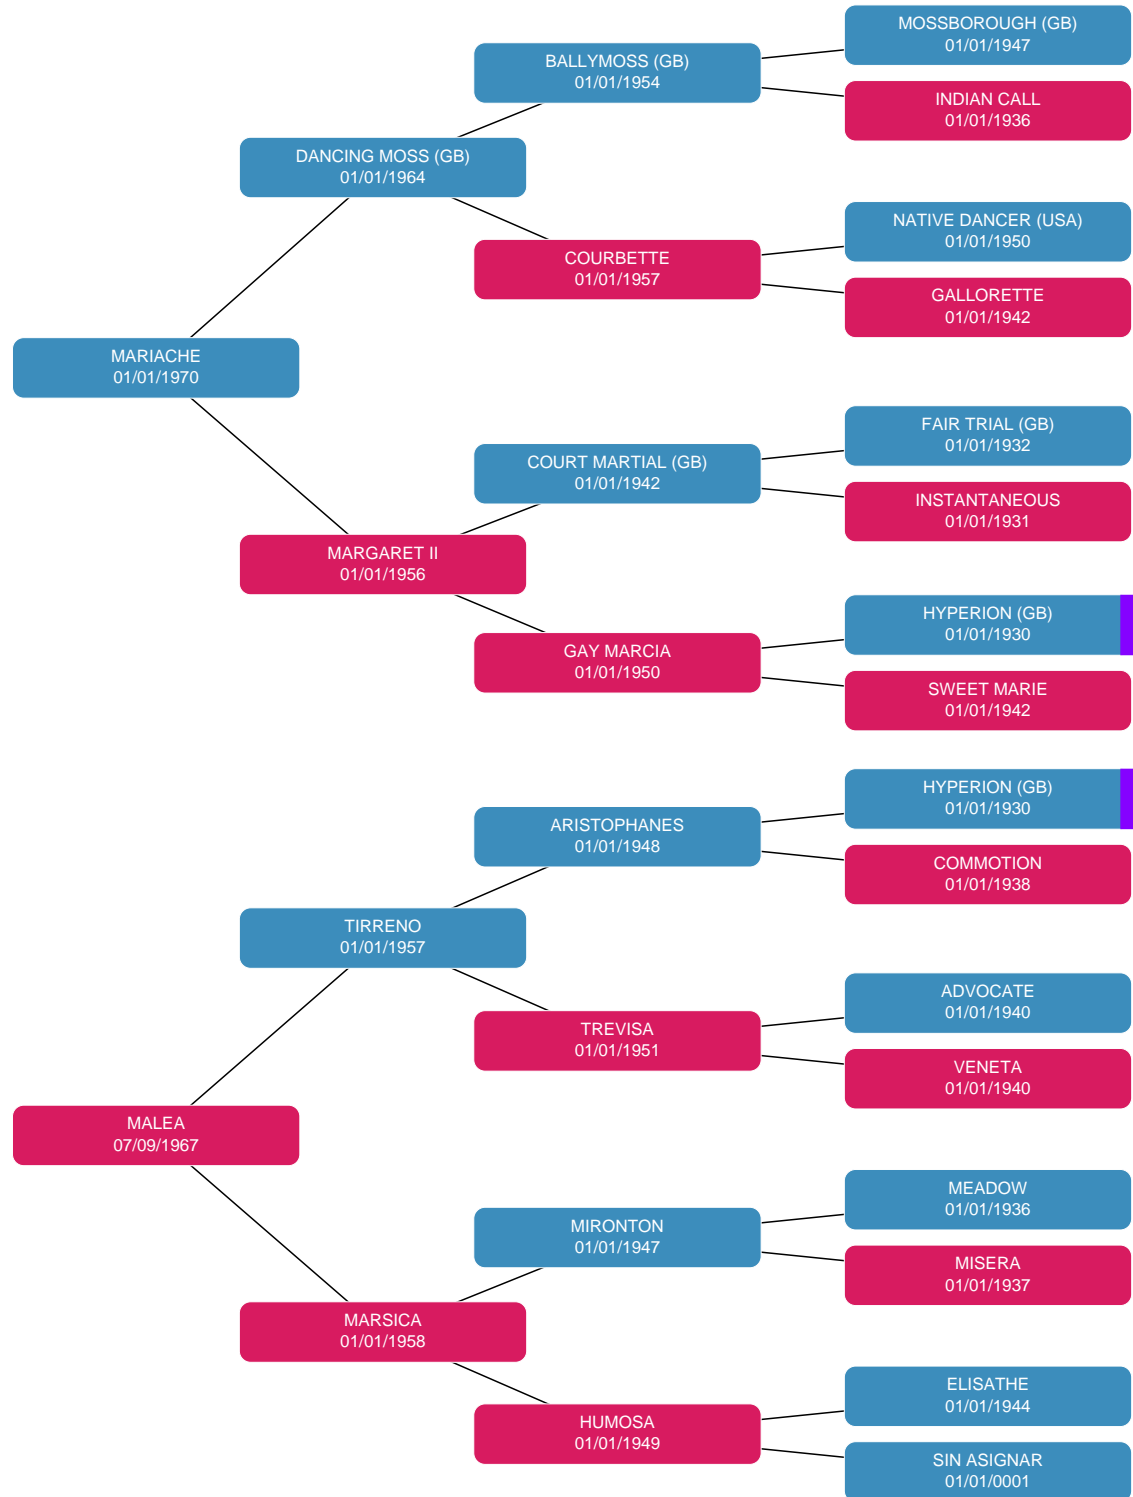 MOSSBOROUGH (GB)
01/01/1947
BALLYMOSS (GB)
01/01/1954
INDIAN CALL
01/01/1936
DANCING MOSS (GB)
01/01/1964
NATIVE DANCER (USA)
01/01/1950
COURBETTE
01/01/1957
GALLORETTE
01/01/1942
MARIACHE
01/01/1970
FAIR TRIAL (GB)
01/01/1932
COURT MARTIAL (GB)
01/01/1942
INSTANTANEOUS
01/01/1931
MARGARET II
01/01/1956
HYPERION (GB)
01/01/1930
GAY MARCIA
01/01/1950
SWEET MARIE
01/01/1942
HYPERION (GB)
01/01/1930
ARISTOPHANES
01/01/1948
COMMOTION
01/01/1938
TIRRENO
01/01/1957
ADVOCATE
01/01/1940
TREVISA
01/01/1951
VENETA
01/01/1940
MALEA
07/09/1967
MEADOW
01/01/1936
MIRONTON
01/01/1947
MISERA
01/01/1937
MARSICA
01/01/1958
ELISATHE
01/01/1944
HUMOSA
01/01/1949
SIN ASIGNAR
01/01/0001